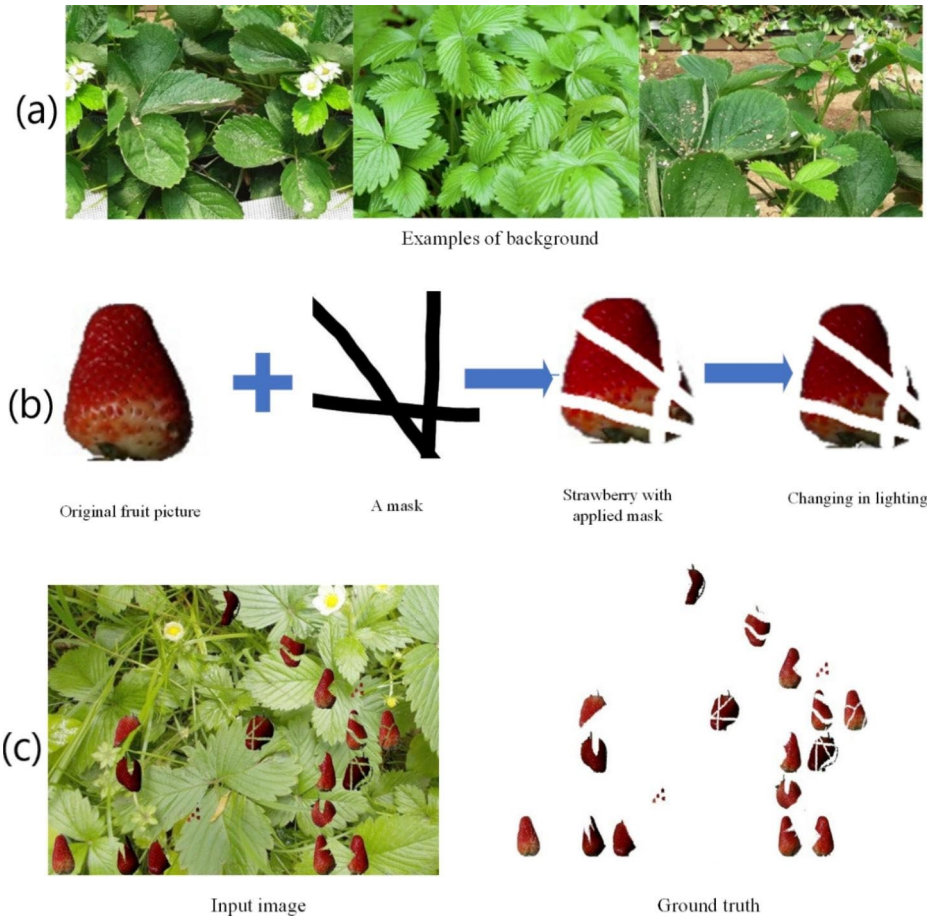 (a)
Examples of background
(b)
Original fruit picture
A mask
Strawberry with
applied mask
Changing in lighting
(c)
Input image
Ground truth